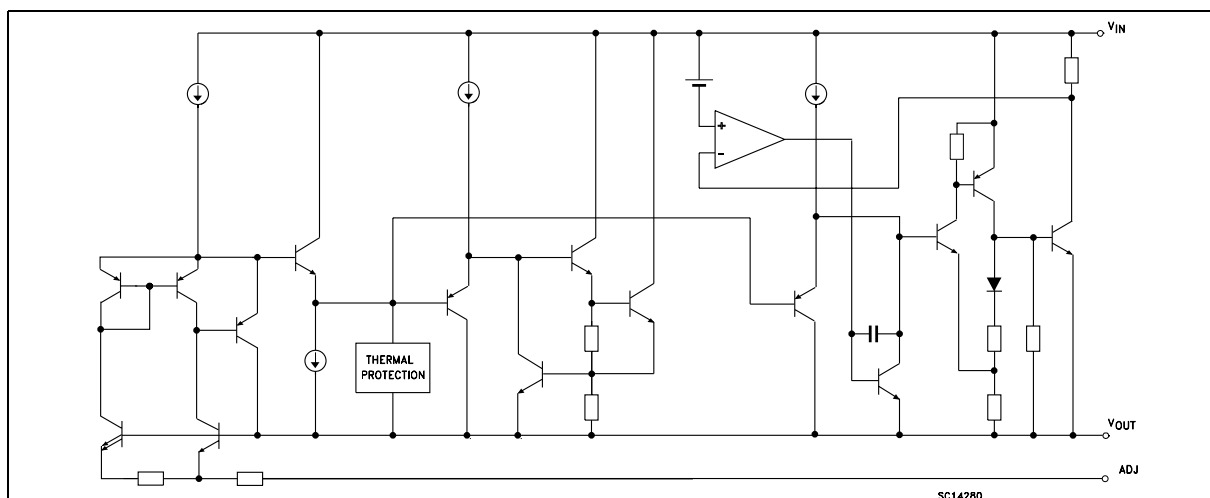 VIN
+
-
THERMAL
PROTECTION
VOUT
ADJ
SC14280